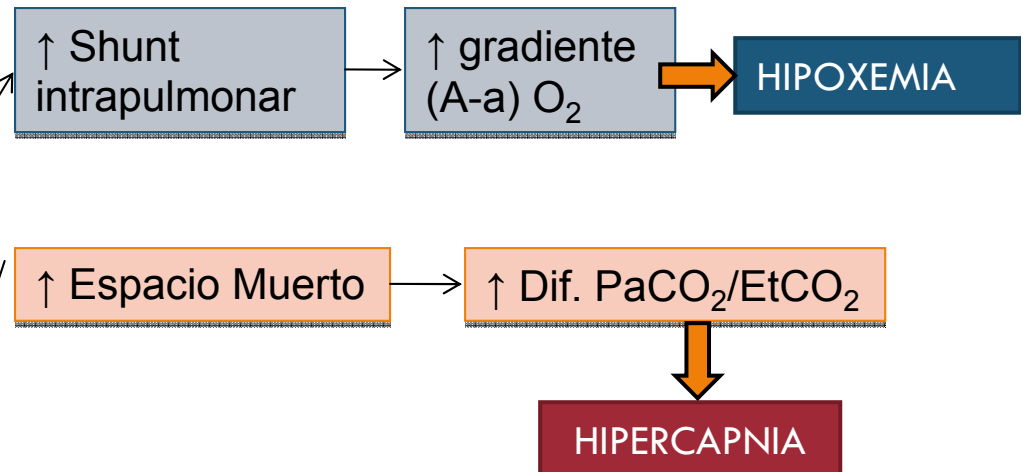 ↑ Shunt
intrapulmonar
↑ gradiente
(A-a) O₂
HIPOXEMIA
↑ Espacio Muerto
↑ Dif. PaCO₂/EtCO₂
HIPERCAPNIA